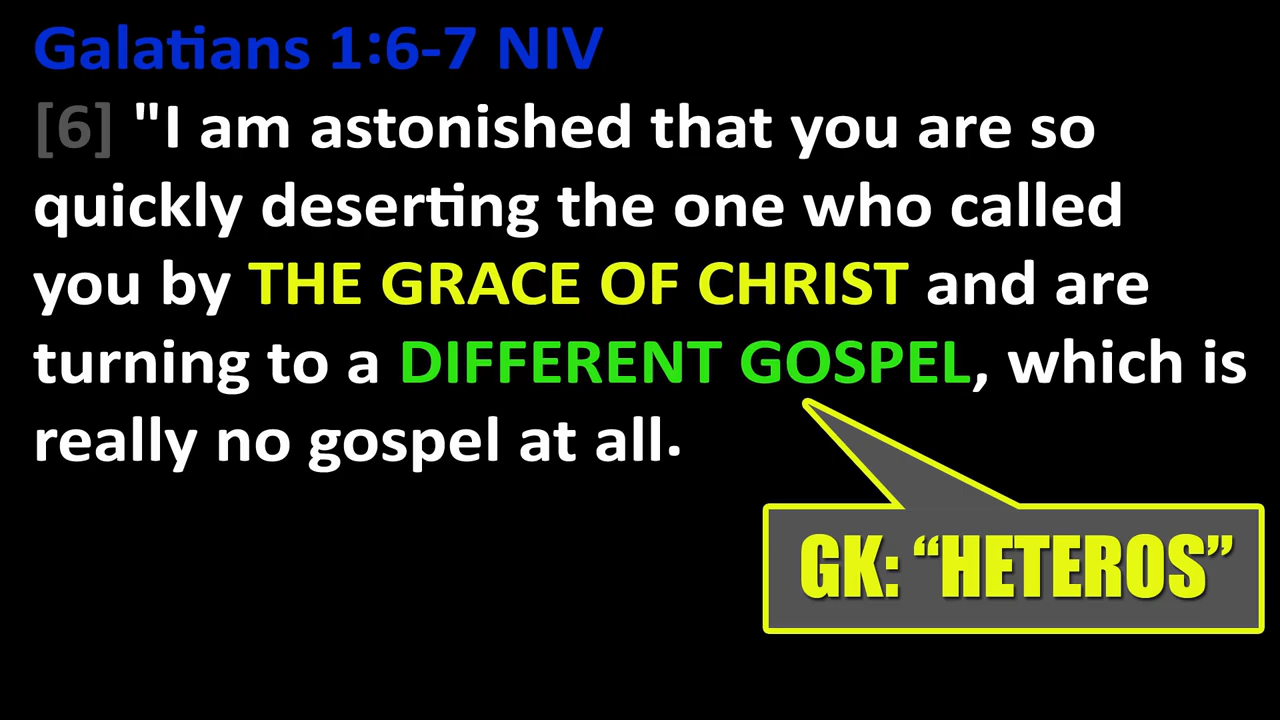 Galatians 1:6-7 NIV
[6] "I am astonished that you are so
quickly deserting the one who called
you by THE GRACE OF CHRIST and are
turning to a DIFFERENT GOSPEL, which is
really no gospel at all.
GK: “HETEROS”